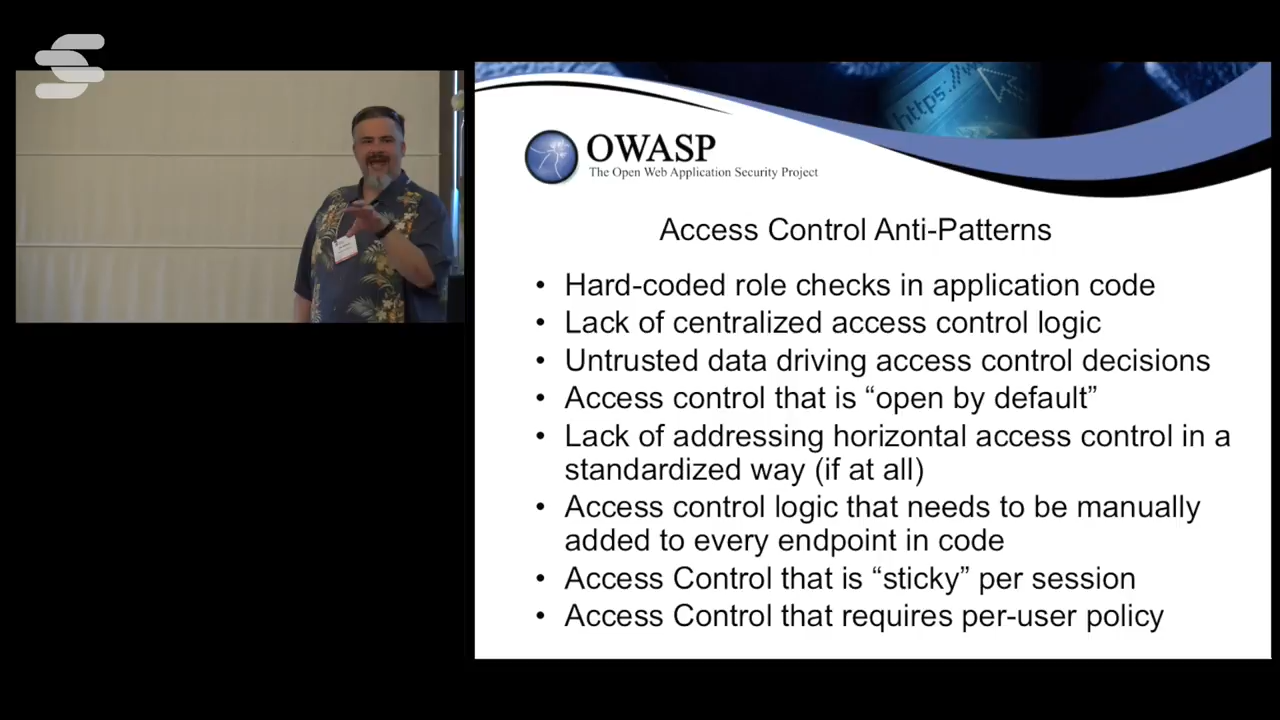 https://w
OWASP
The Open Web Application Security Project
Access Control Anti-Patterns
• Hard-coded role checks in application code
• Lack of centralized access control logic
• Untrusted data driving access control decisions
• Access control that is “open by default”
• Lack of addressing horizontal access control in a
standardized way (if at all)
• Access control logic that needs to be manually
added to every endpoint in code
• Access Control that is “sticky” per session
• Access Control that requires per-user policy